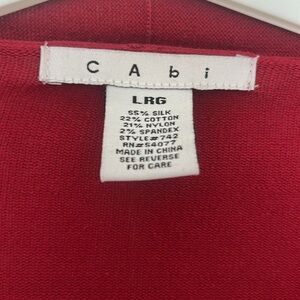 CAbi
LRG
55% SILK
22% COTTON
21% NYLON
2% SPANDEX
STYLE#742
RN#54077
MADE IN CHINA
SEE REVERSE
FOR CARE